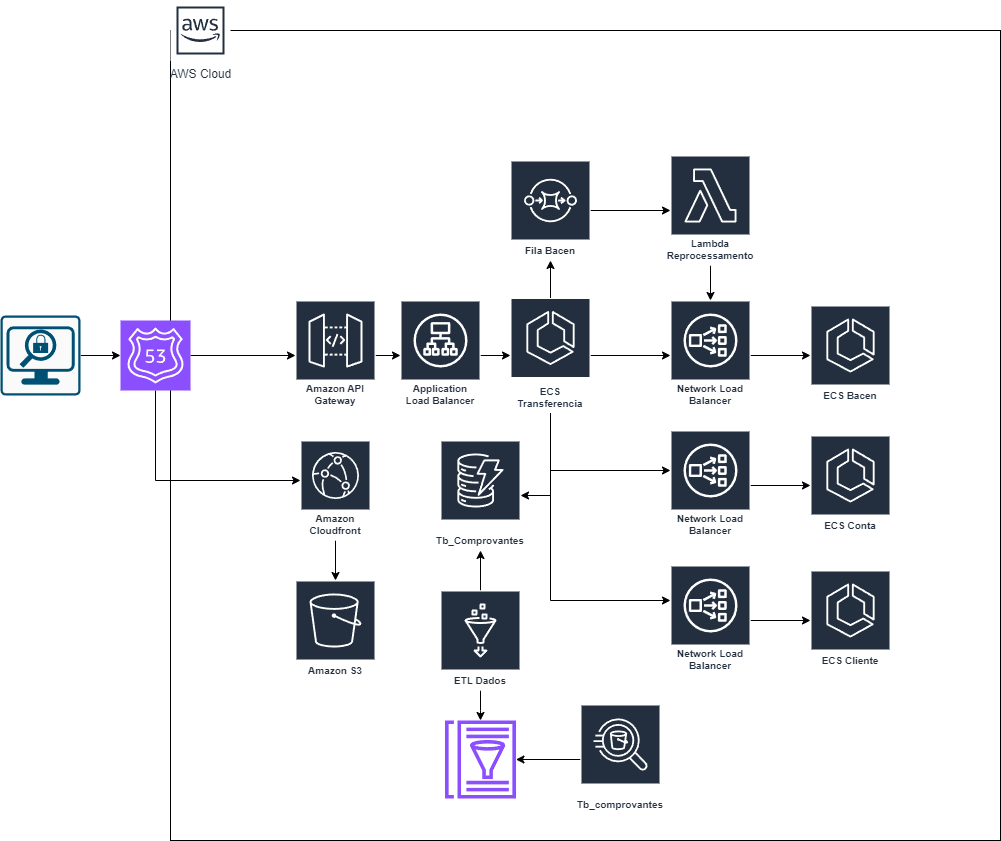 aws
AWS Cloud
Fila Bacen
Lambda
Reprocessamento
53
</>
Amazon API
Gateway
Application
Load Balancer
ECS
Transferencia
Network Load
Balancer
ECS Bacen
Amazon
Cloudfront
Tb_Comprovantes
Network Load
Balancer
ECS Conta
Amazon S3
ETL Dados
Network Load
Balancer
ECS Cliente
Tb_comprovantes